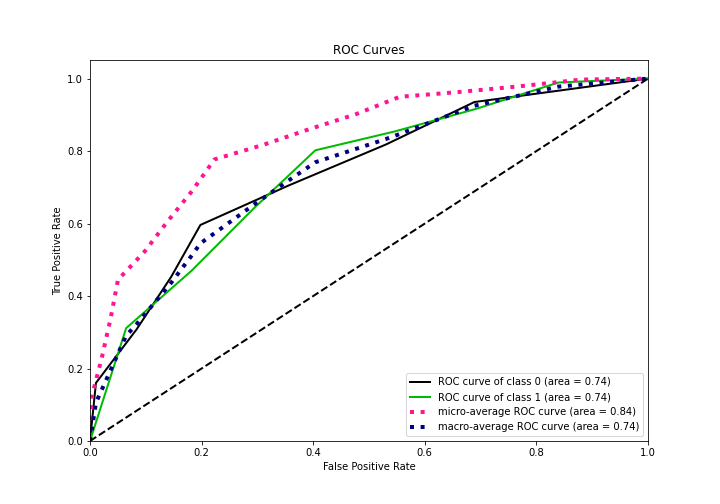 ROC Curves
True Positive Rate
1.0
0.8
0.6
0.4
0.2
0.0
ROC curve of class 0 (area = 0.74)
ROC curve of class 1 (area = 0.74)
micro-average ROC curve (area = 0.84)
macro-average ROC curve (area = 0.74)
0.0 0.2 0.4 0.6 0.8 1.0
False Positive Rate